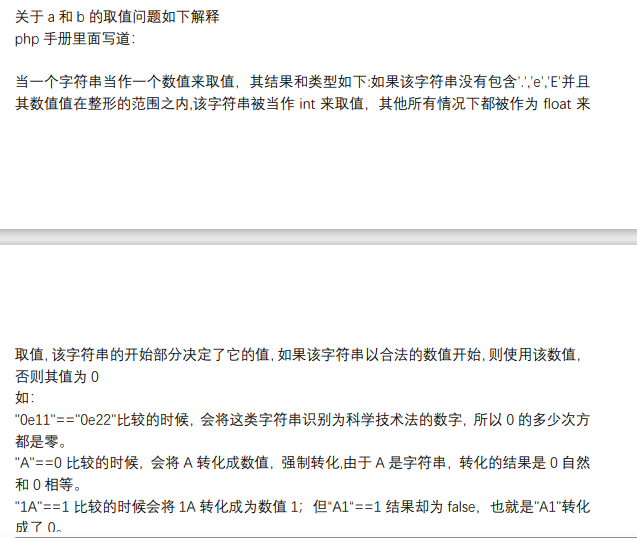 关于 a 和 b 的取值问题如下解释
php 手册里面写道：
当一个字符串当作一个数值来取值，其结果和类型如下:如果该字符串没有包含'.','e','E'并且
其数值值在整形的范围之内,该字符串被当作 int 来取值，其他所有情况下都被作为 float 来
取值,该字符串的开始部分决定了它的值,如果该字符串以合法的数值开始,则使用该数值,
否则其值为 0
如：
"0e11"=="0e22"比较的时候，会将这类字符串识别为科学技术法的数字，所以 0 的多少次方
都是零。
"A"==0 比较的时候，会将 A 转化成数值，强制转化,由于 A 是字符串，转化的结果是 0 自然
和 0 相等。
"1A"==1 比较的时候会将 1A 转化成为数值 1；但"A1"==1 结果却为 false，也就是"A1"转化
成了 0。